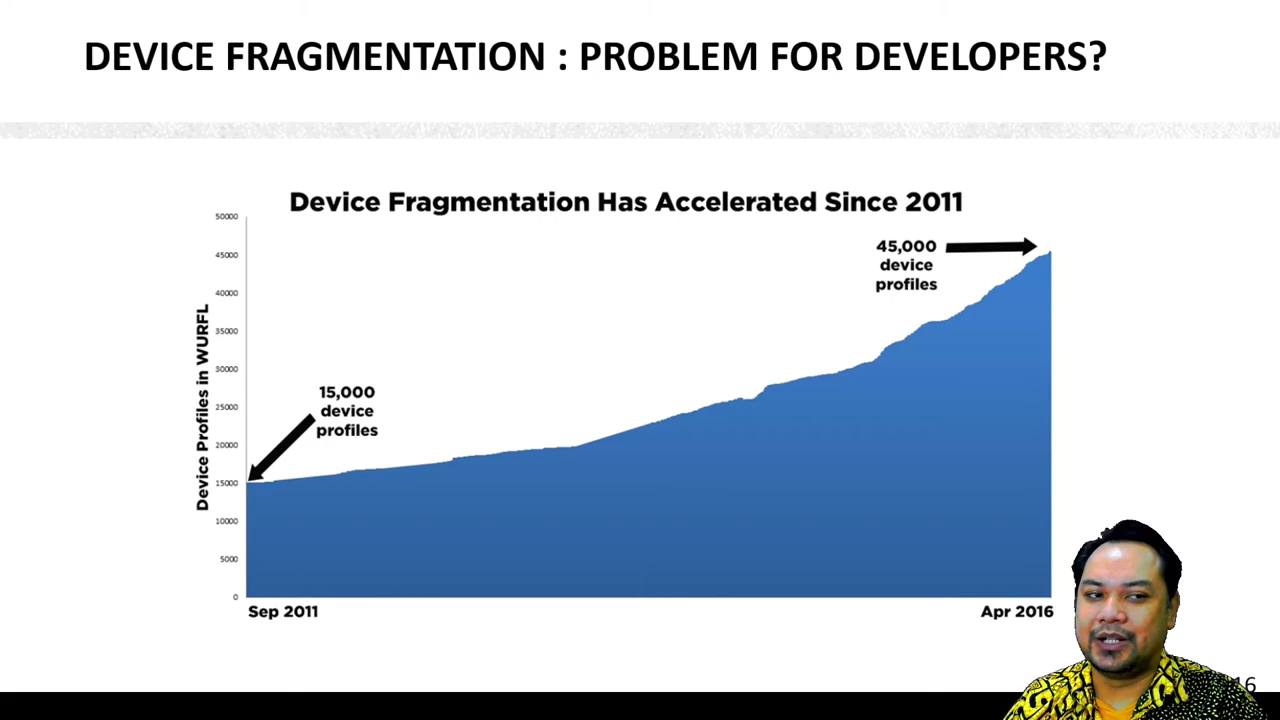 DEVICE FRAGMENTATION : PROBLEM FOR DEVELOPERS?
Device Fragmentation Has Accelerated Since 2011
50000
45000
40000
35000
30000
25000
20000
15000
10000
5000
0
Device Profiles in WURFL
15,000
device
profiles
45,000
device
profiles
Sep 2011
Apr 2016
16